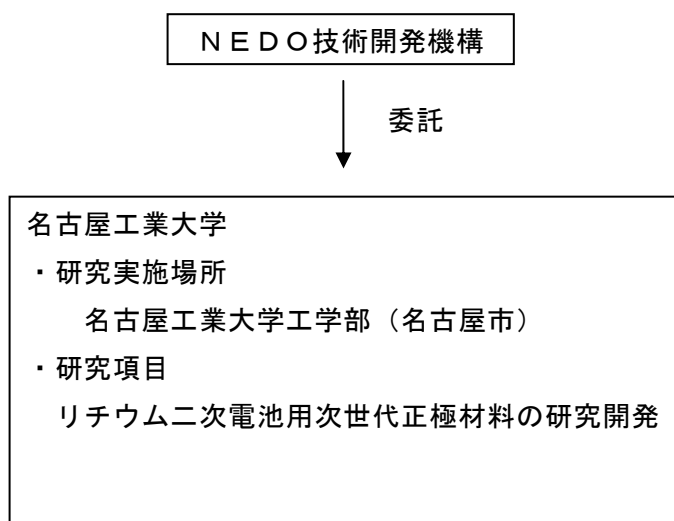 ＮＥＤＯ技術開発機構
委託
名古屋工業大学
・研究実施場所
名古屋工業大学工学部（名古屋市）
・研究項目
リチウム二次電池用次世代正極材料の研究開発